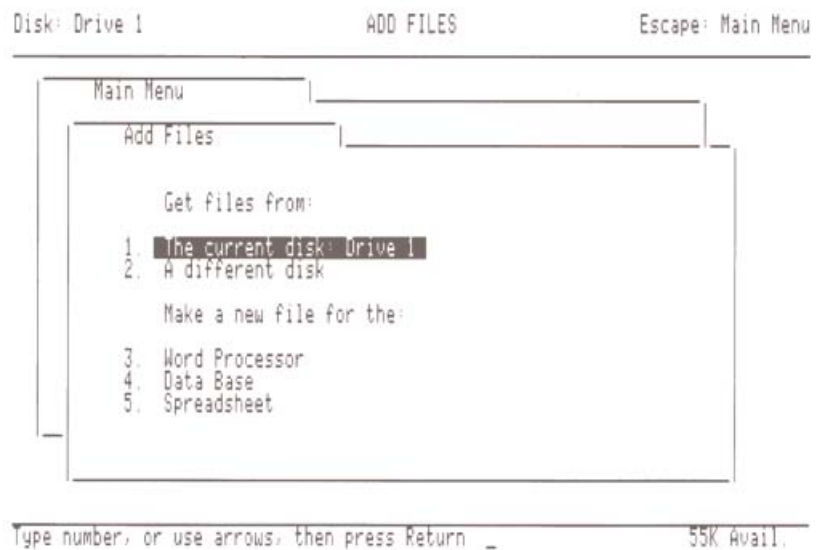 Disk: Drive 1 ADD FILES Escape: Main Menu
Main Menu
Add Files
Get files from:
1. The current disk: Drive 1
2. A different disk
Make a new file for the:
3. Word Processor
4. Data Base
5. Spreadsheet
Type number, or use arrows, then press Return _ 55K Avail.